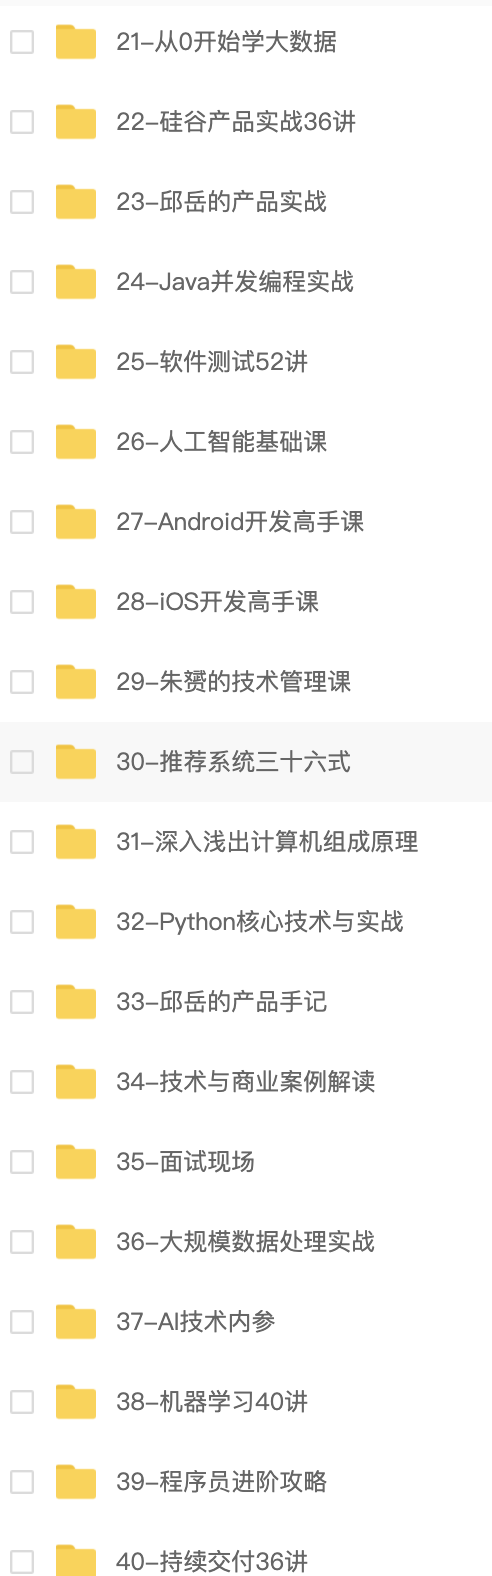 21-从0开始学大数据
22-硅谷产品实战36讲
23-邱岳的产品实战
24-Java并发编程实战
25-软件测试52讲
26-人工智能基础课
27-Android开发高手课
28-iOS开发高手课
29-朱赟的技术管理课
30-推荐系统三十六式
31-深入浅出计算机组成原理
32-Python核心技术与实战
33-邱岳的产品手记
34-技术与商业案例解读
35-面试现场
36-大规模数据处理实战
37-AI技术内参
38-机器学习40讲
39-程序员进阶攻略
40-持续交付36讲